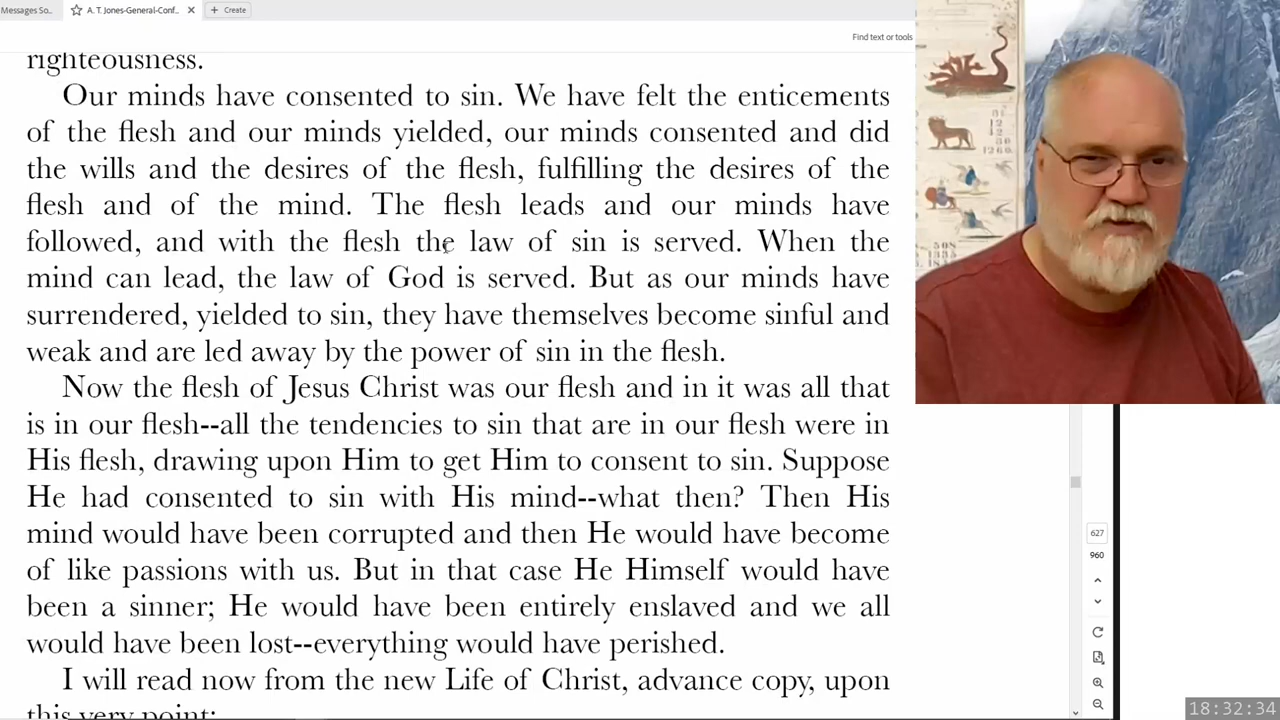 Messages So..
A. T. Jones-General-Conf..
Create
Find text or tools
righteousness.
Our minds have consented to sin. We have felt the enticements
of the flesh and our minds yielded, our minds consented and did
the wills and the desires of the flesh, fulfilling the desires of the
flesh and of the mind. The flesh leads and our minds have
followed, and with the flesh the law of sin is served. When the
mind can lead, the law of God is served. But as our minds have
surrendered, yielded to sin, they have themselves become sinful and
weak and are led away by the power of sin in the flesh.
Now the flesh of Jesus Christ was our flesh and in it was all that
is in our flesh--all the tendencies to sin that are in our flesh were in
His flesh, drawing upon Him to get Him to consent to sin. Suppose
He had consented to sin with His mind--what then? Then His
mind would have been corrupted and then He would have become
of like passions with us. But in that case He Himself would have
been a sinner; He would have been entirely enslaved and we all
would have been lost--everything would have perished.
I will read now from the new Life of Christ, advance copy, upon
this very point:
627
960
1260
508
18:32:34